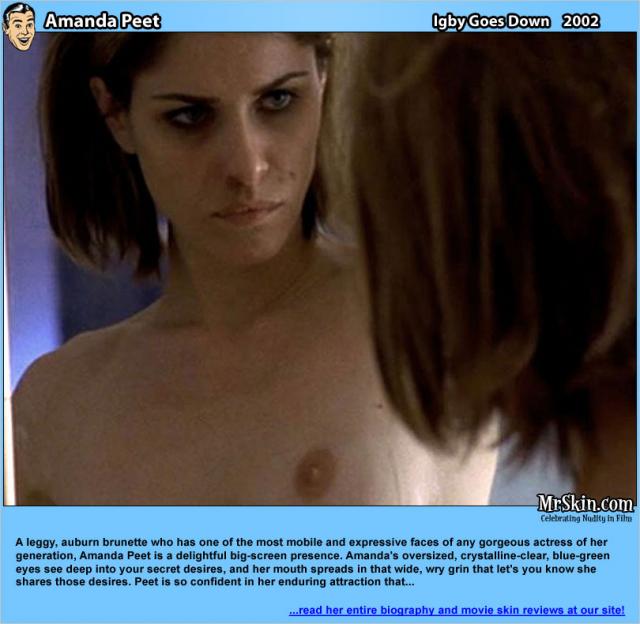 Amanda Peet
Igby Goes Down 2002
MrSkin.com
Celebrating Nudity in Film
A leggy, auburn brunette who has one of the most mobile and expressive faces of any gorgeous actress of her
generation, Amanda Peet is a delightful big-screen presence. Amanda's oversized, crystalline-clear, blue-green
eyes see deep into your secret desires, and her mouth spreads in that wide, wry grin that let's you know she
shares those desires. Peet is so confident in her enduring attraction that...
...read her entire biography and movie skin reviews at our site!